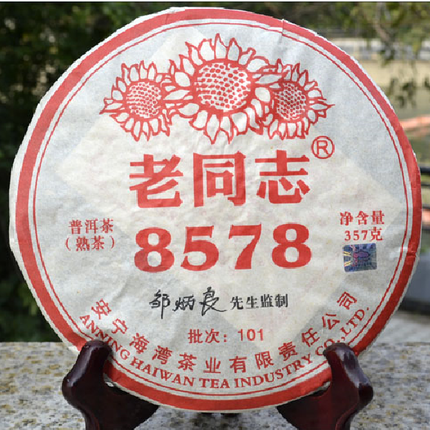 老同志®
普洱茶
（熟茶）
8578
净含量
357克
邹炳良先生监制
批次：101
安宁海湾茶业有限责任公司
ANNING HAIWAN TEA INDUSTRY CO.,LTD.